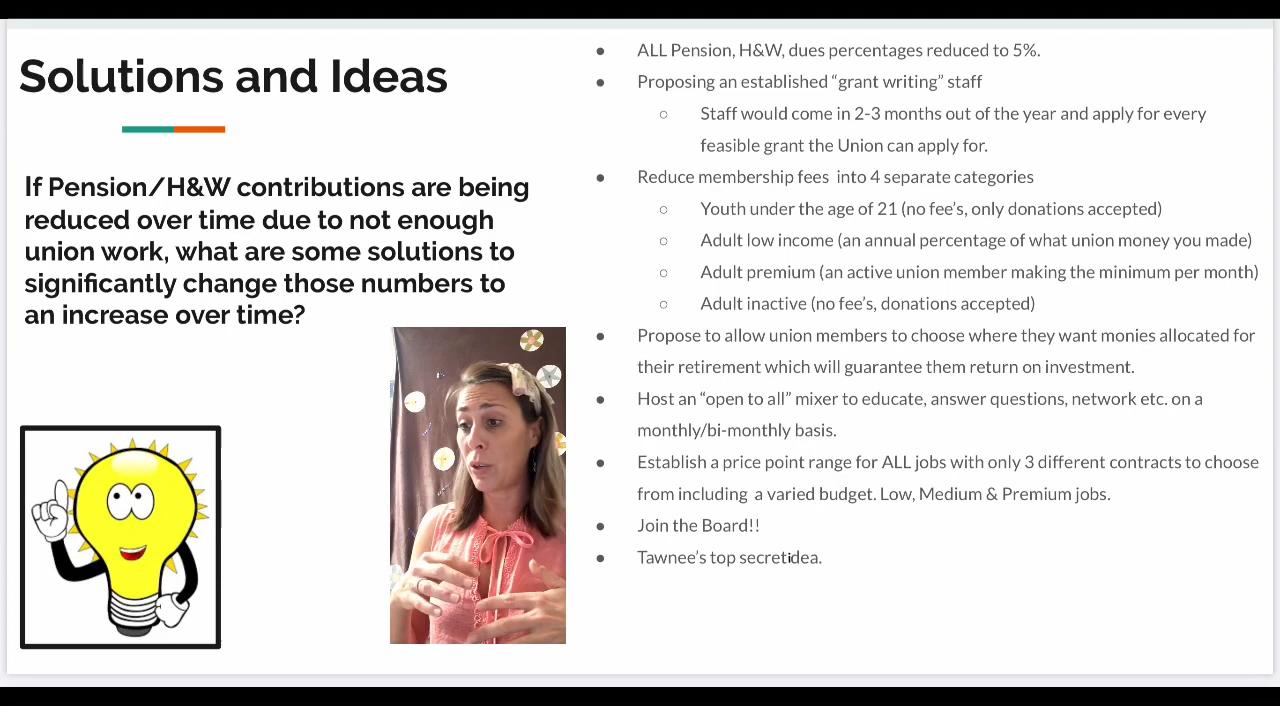 Solutions and Ideas
If Pension/H&W contributions are being
reduced over time due to not enough
union work, what are some solutions to
significantly change those numbers to
an increase over time?
● ALL Pension, H&W, dues percentages reduced to 5%.
● Proposing an established “grant writing” staff
○ Staff would come in 2-3 months out of the year and apply for every
feasible grant the Union can apply for.
● Reduce membership fees into 4 separate categories
○ Youth under the age of 21 (no fee’s, only donations accepted)
○ Adult low income (an annual percentage of what union money you made)
○ Adult premium (an active union member making the minimum per month)
○ Adult inactive (no fee’s, donations accepted)
● Propose to allow union members to choose where they want monies allocated for
their retirement which will guarantee them return on investment.
● Host an “open to all” mixer to educate, answer questions, network etc. on a
monthly/bi-monthly basis.
● Establish a price point range for ALL jobs with only 3 different contracts to choose
from including a varied budget. Low, Medium & Premium jobs.
● Join the Board!!
● Tawnee’s top secret idea.